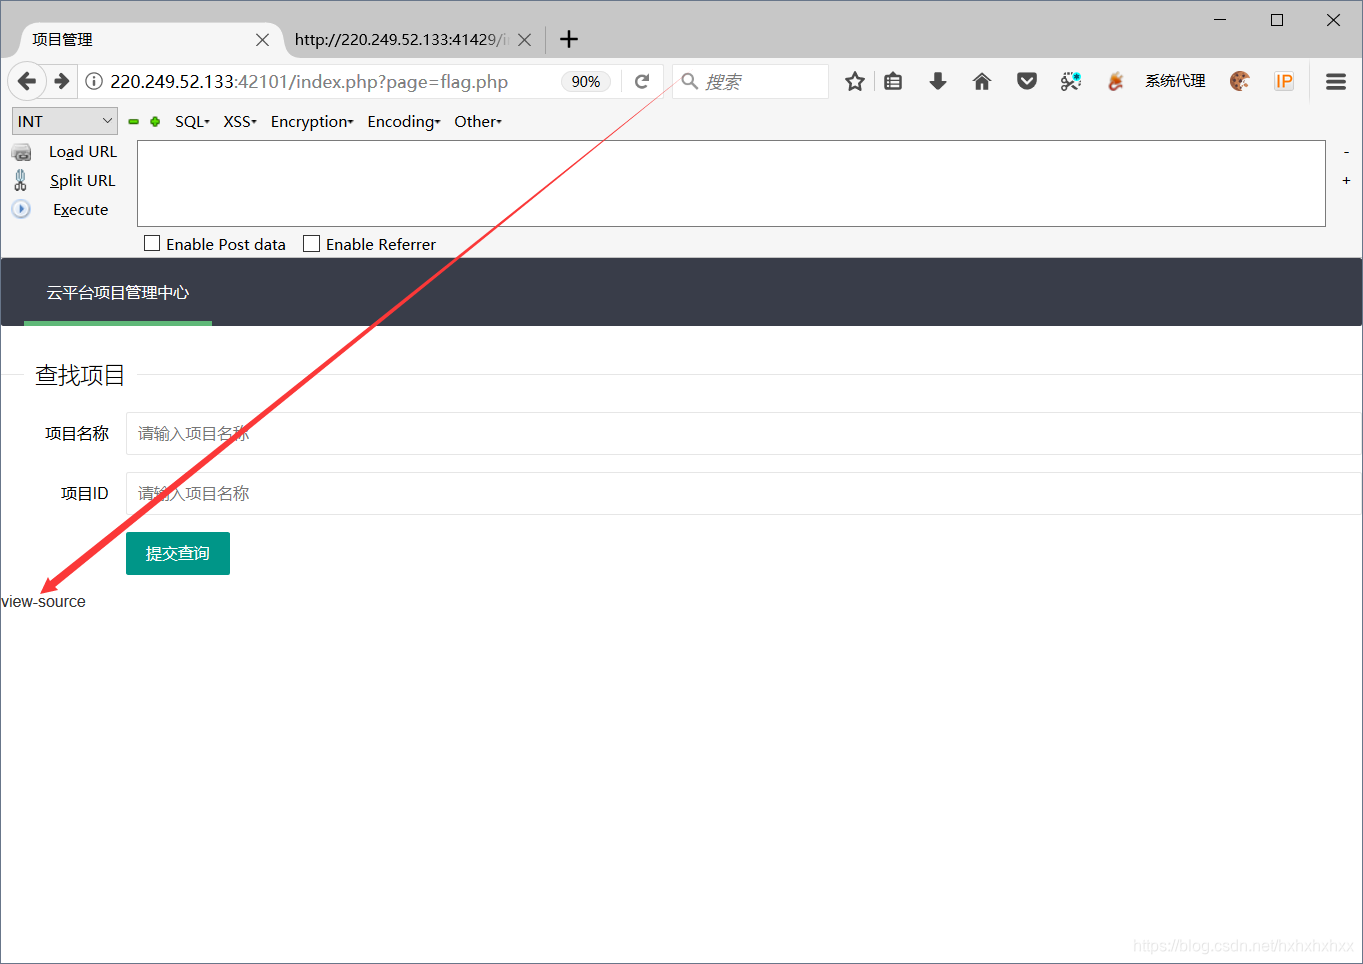 项目管理
http://220.249.52.133:41429/i
220.249.52.133:42101/index.php?page=flag.php
90%
搜索
系统代理
IP
INT
SQL
XSS
Encryption
Encoding
Other
Load URL
Split URL
Execute
-
+
Enable Post data
Enable Referrer
云平台项目管理中心
查找项目
项目名称
请输入项目名称
项目ID
请输入项目名称
提交查询
view-source
https://blog.csdn.net/hxhxhxhxx